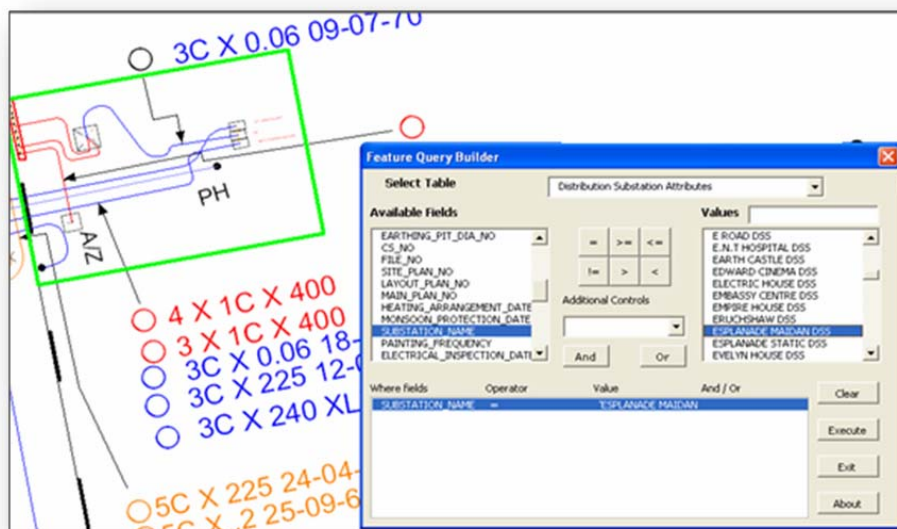 3C X 0.06 09-07-70
PH
A/Z
4 X 1C X 400
3 X 1C X 400
3C X 0.06 18-
3C X 225 12-0
3C X 240 XL
5C X 225 24-04-
5C X .2 25-09-6
Feature Query Builder
Select Table
Distribution Substation Attributes
Available Fields
EARTHING_PIT_DIA_NO
CS_NO
FILE_NO
SITE_PLAN_NO
LAYOUT_PLAN_NO
MAIN_PLAN_NO
HEATING_ARRANGEMENT_DATE
MONSOON_PROTECTION_DATE
SUBSTATION_NAME
PAINTING_FREQUENCY
ELECTRICAL_INSPECTION_DATE
= >= <=
!= > <
Additional Controls
And Or
Values
E ROAD DSS
E.N.T HOSPITAL DSS
EARTH CASTLE DSS
EDWARD CINEMA DSS
ELECTRIC HOUSE DSS
EMBASSY CENTRE DSS
EMPIRE HOUSE DSS
ERUCHSHAW DSS
ESPLANADE MAIDAN DSS
ESPLANADE STATIC DSS
EVELYN HOUSE DSS
Where fields Operator Value And / Or
SUBSTATION_NAME = 'ESPLANADE MAIDAN
Clear
Execute
Exit
About